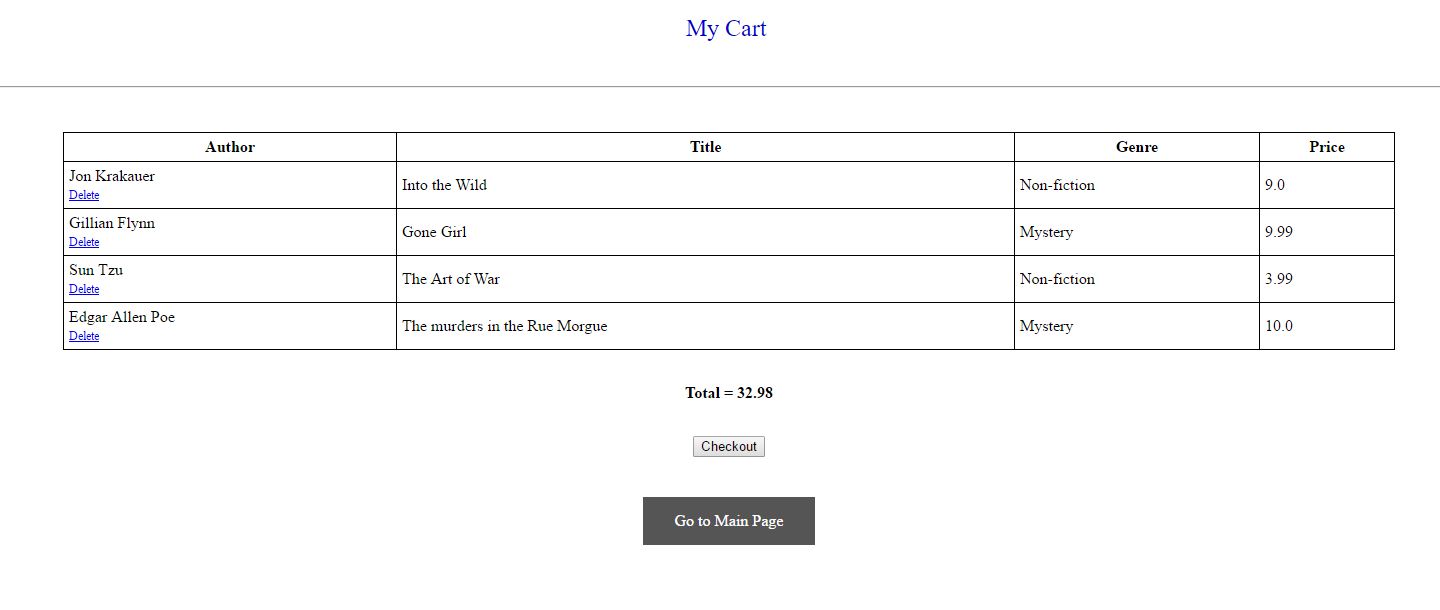 My Cart
Author Title Genre Price
Jon Krakauer
Delete
Into the Wild Non-fiction 9.0
Gillian Flynn
Delete
Gone Girl Mystery 9.99
Sun Tzu
Delete
The Art of War Non-fiction 3.99
Edgar Allen Poe
Delete
The murders in the Rue Morgue Mystery 10.0
Total = 32.98
Checkout
Go to Main Page